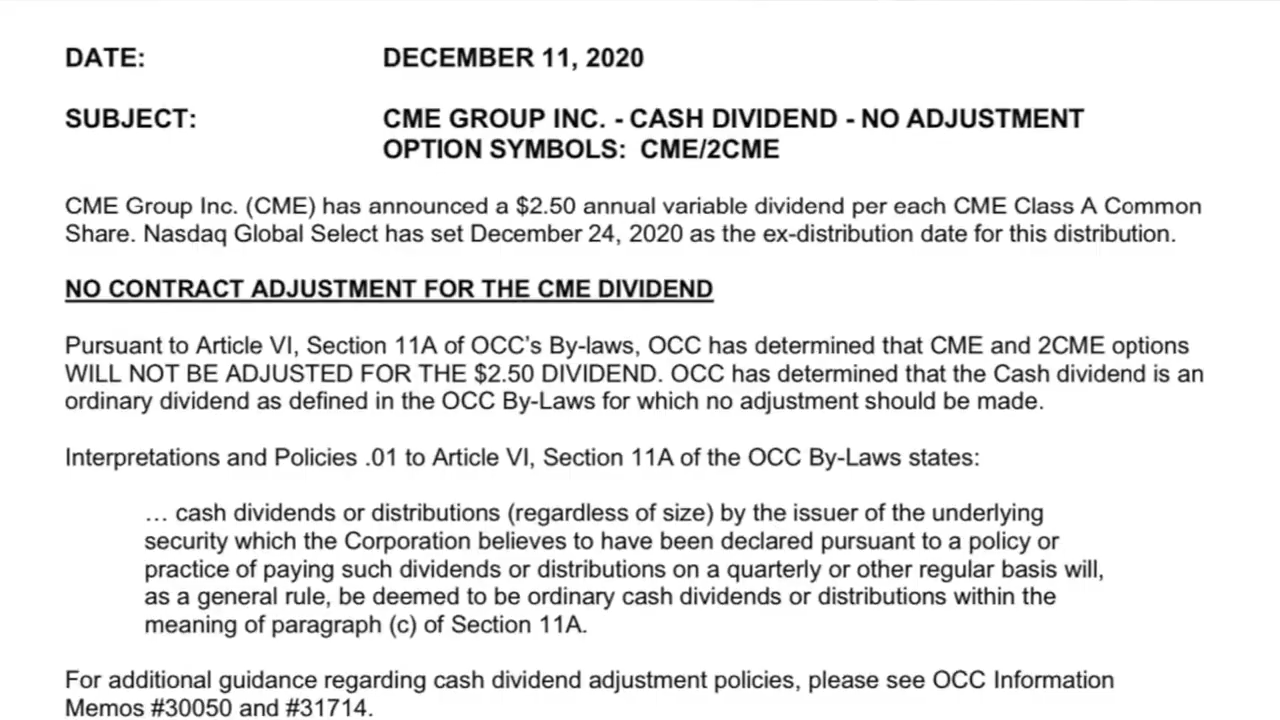 DATE: DECEMBER 11, 2020
SUBJECT: CME GROUP INC. - CASH DIVIDEND - NO ADJUSTMENT
OPTION SYMBOLS: CME/2CME
CME Group Inc. (CME) has announced a $2.50 annual variable dividend per each CME Class A Common
Share. Nasdaq Global Select has set December 24, 2020 as the ex-distribution date for this distribution.
NO CONTRACT ADJUSTMENT FOR THE CME DIVIDEND
Pursuant to Article VI, Section 11A of OCC’s By-laws, OCC has determined that CME and 2CME options
WILL NOT BE ADJUSTED FOR THE $2.50 DIVIDEND. OCC has determined that the Cash dividend is an
ordinary dividend as defined in the OCC By-Laws for which no adjustment should be made.
Interpretations and Policies .01 to Article VI, Section 11A of the OCC By-Laws states:
… cash dividends or distributions (regardless of size) by the issuer of the underlying
security which the Corporation believes to have been declared pursuant to a policy or
practice of paying such dividends or distributions on a quarterly or other regular basis will,
as a general rule, be deemed to be ordinary cash dividends or distributions within the
meaning of paragraph (c) of Section 11A.
For additional guidance regarding cash dividend adjustment policies, please see OCC Information
Memos #30050 and #31714.